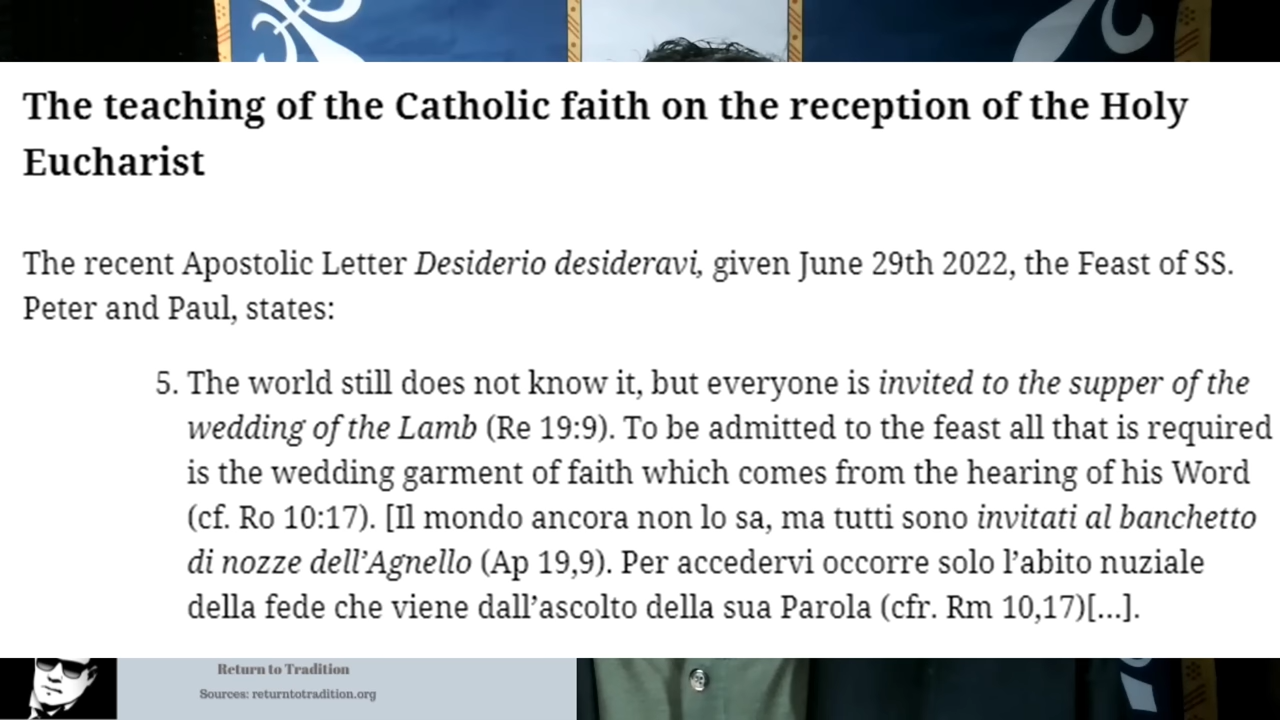 The teaching of the Catholic faith on the reception of the Holy
Eucharist
The recent Apostolic Letter Desiderio desideravi, given June 29th 2022, the Feast of SS.
Peter and Paul, states:
5. The world still does not know it, but everyone is invited to the supper of the
wedding of the Lamb (Re 19:9). To be admitted to the feast all that is required
is the wedding garment of faith which comes from the hearing of his Word
(cf. Ro 10:17). [Il mondo ancora non lo sa, ma tutti sono invitati al banchetto
di nozze dell’Agnello (Ap 19,9). Per accedervi occorre solo l’abito nuziale
della fede che viene dall’ascolto della sua Parola (cfr. Rm 10,17)[…].
Return to Tradition
Sources: returntotradition.org